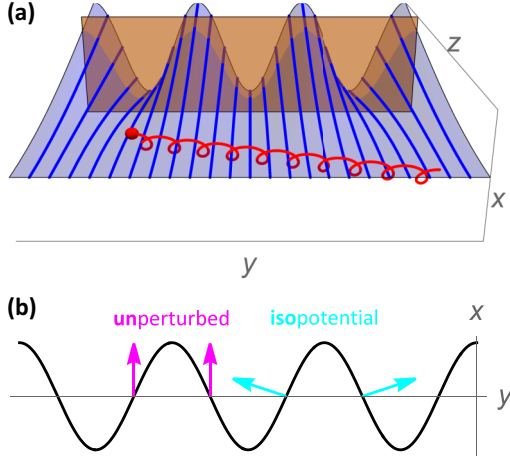 (a)
z
x
y
(b)
unperturbed isopotential x
y